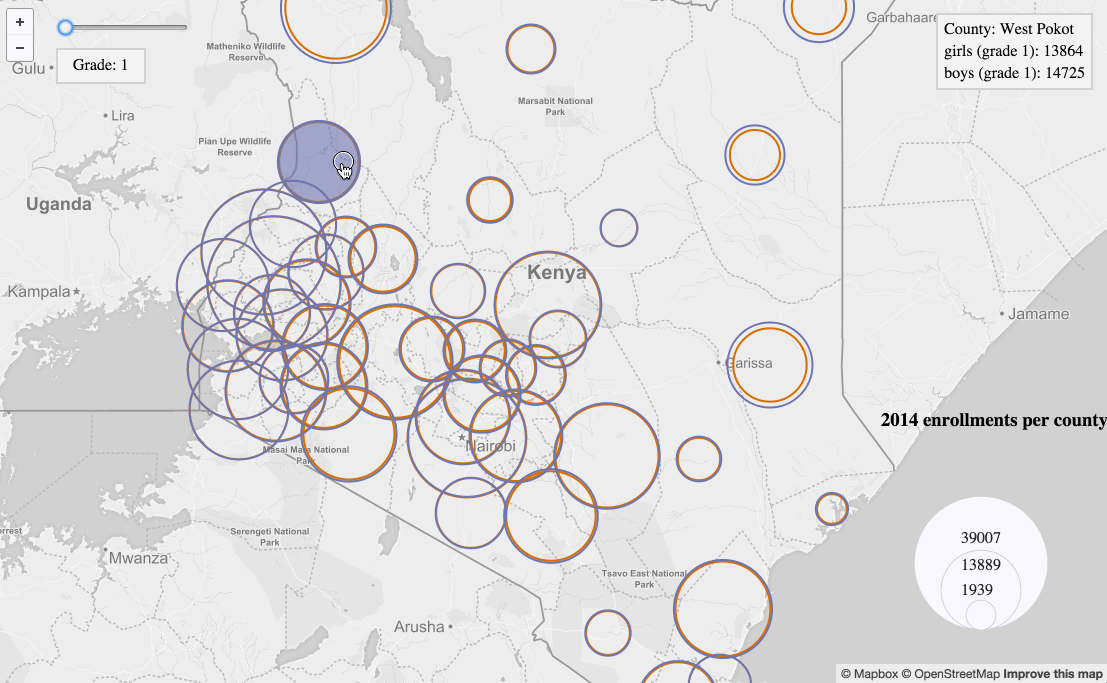 +
−
Grade: 1
County: West Pokot
girls (grade 1): 13864
boys (grade 1): 14725
Garbahaare
Matheniko Wildlife
Reserve
Gulu
Marsabit National
Park
Lira
Pian Upe Wildlife
Reserve
Uganda
Kenya
Kampala
Jamame
Garissa
2014 enrollments per county
Nairobi
Masai Mara National
Park
39007
13889
1939
Serengeti National
Park
orrest
Mwanza
Tsavo East National
Park
Arusha
© Mapbox © OpenStreetMap Improve this map